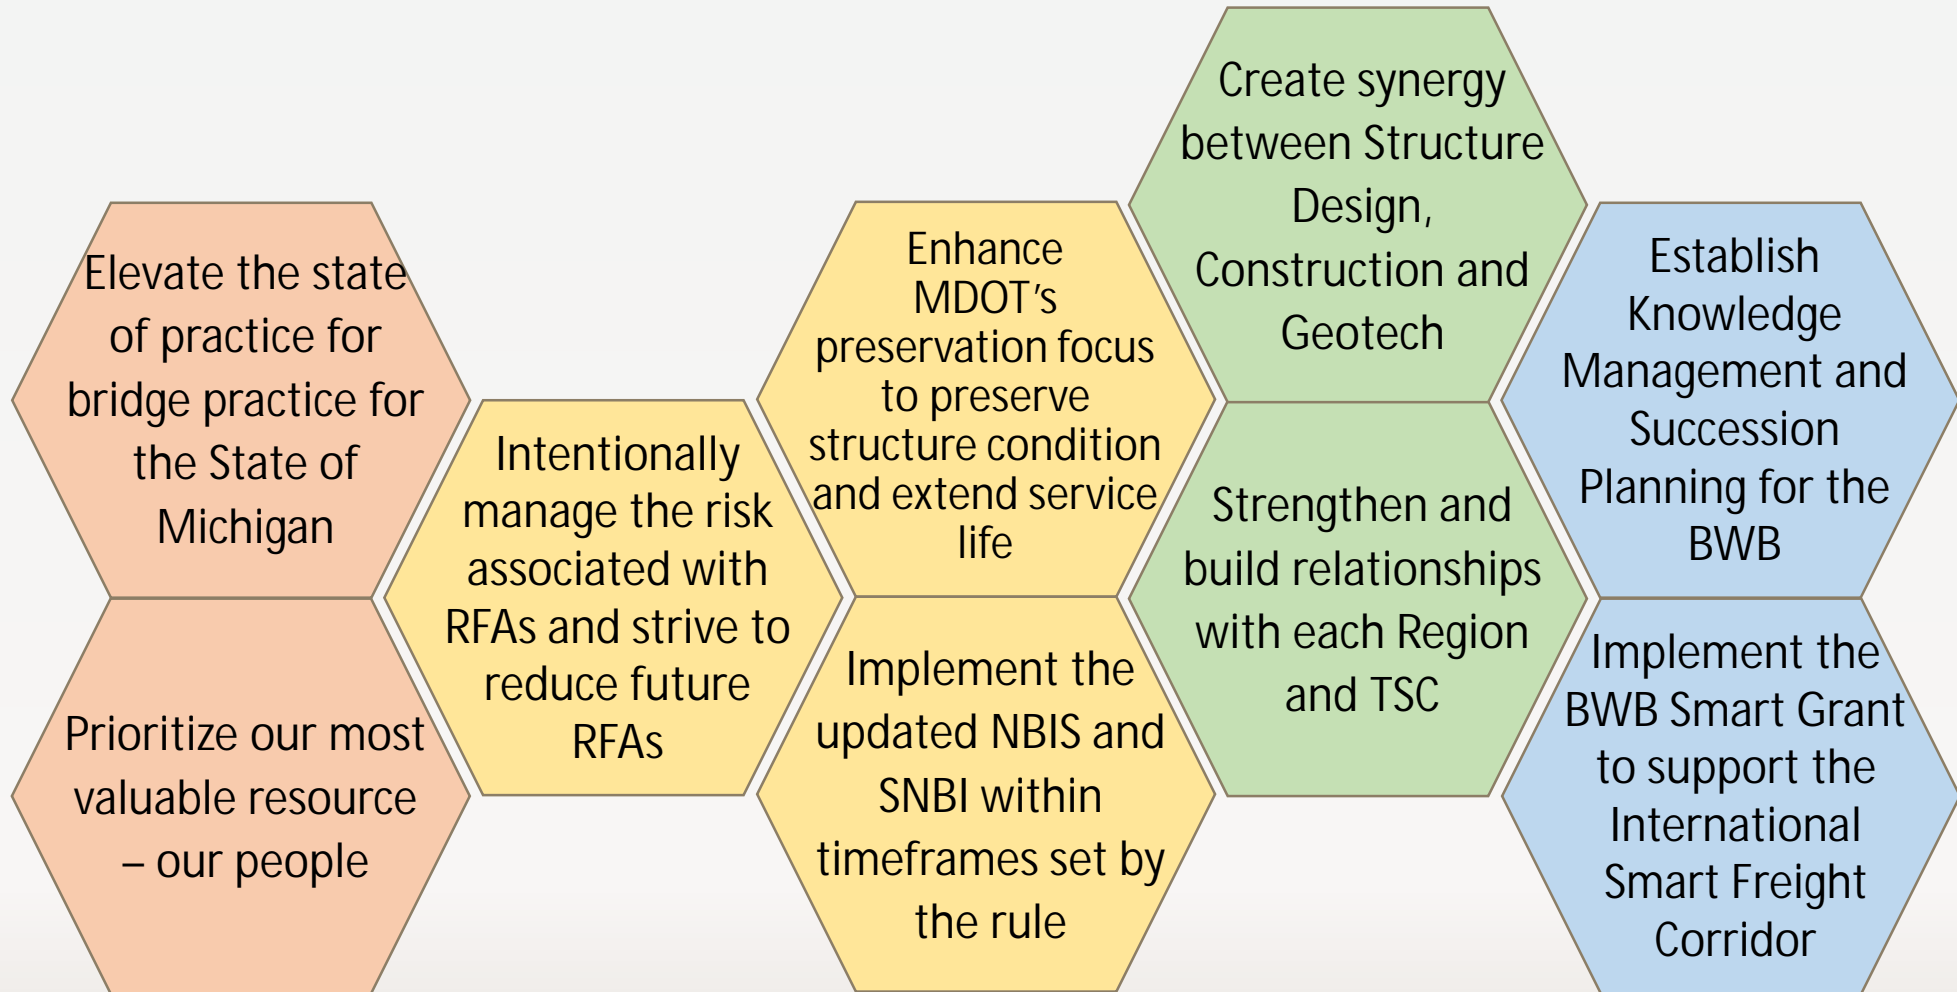 Elevate the state
of practice for
bridge practice for
the State of
Michigan
Prioritize our most
valuable resource
– our people
Intentionally
manage the risk
associated with
RFAs and strive to
reduce future
RFAs
Enhance
MDOT's
preservation focus
to preserve
structure condition
and extend service
life
Implement the
updated NBIS and
SNBI within
timeframes set by
the rule
Create synergy
between Structure
Design,
Construction and
Geotech
Strengthen and
build relationships
with each Region
and TSC
Establish
Knowledge
Management and
Succession
Planning for the
BWB
Implement the
BWB Smart Grant
to support the
International
Smart Freight
Corridor